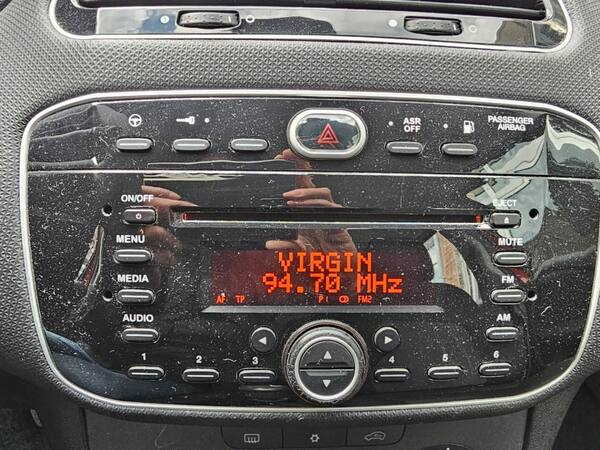 ASR
OFF
PASSENGER
AIRBAG
ON/OFF
EJECT
MENU
MUTE
VIRGIN
94.70 MHz
MEDIA
FM
AF TP P1 CD FM2
AUDIO
AM
1 2 3 4 5 6